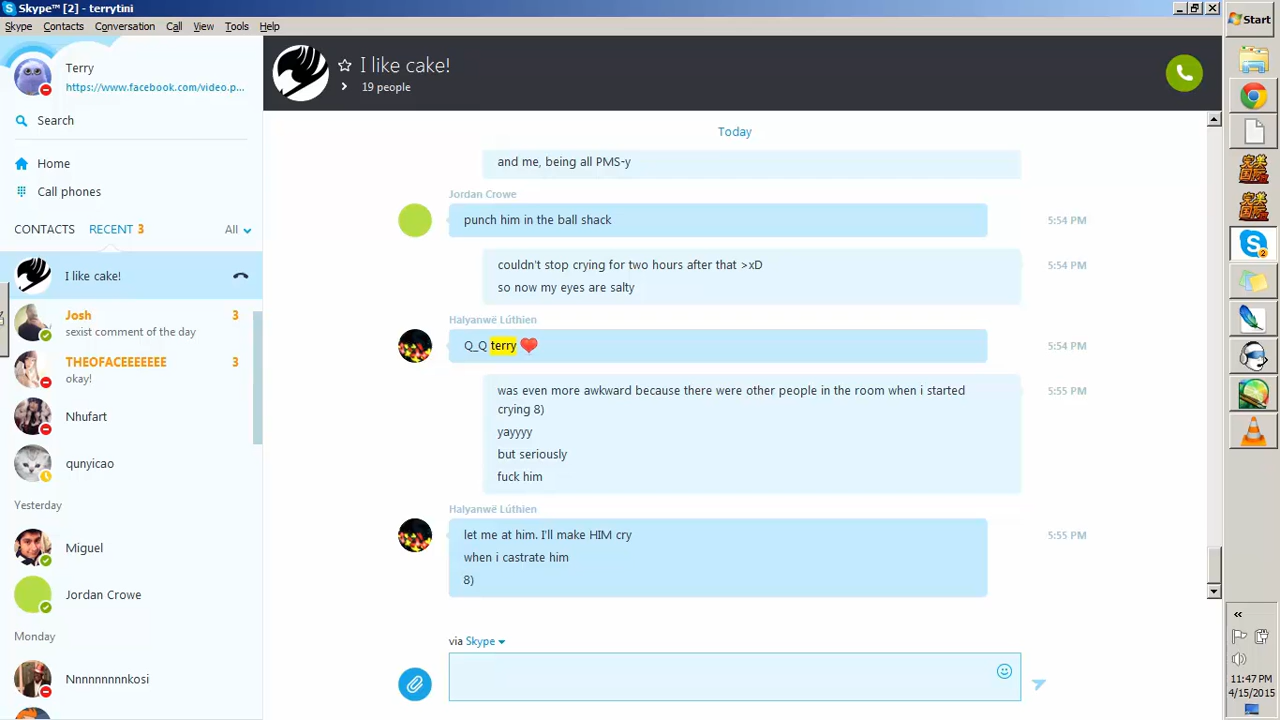 Skype™ [2] - terrytini
Skype Contacts Conversation Call View Tools Help
Terry
https://www.facebook.com/video.p...
Search
Home
Call phones
CONTACTS RECENT 3 All
I like cake!
Josh 3
sexist comment of the day
THEOFACEEEEEEE 3
okay!
Nhufart
qunyicao
Yesterday
Miguel
Jordan Crowe
Monday
Nnnnnnnnkosi
I like cake!
19 people
Today
and me, being all PMS-y
Jordan Crowe
punch him in the ball shack 5:54 PM
couldn't stop crying for two hours after that >xD 5:54 PM
so now my eyes are salty
Halyanwë Lúthien
Q_Q terry 5:54 PM
was even more awkward because there were other people in the room when i started 5:55 PM
crying 8)
yayyyy
but seriously
fuck him
Halyanwë Lúthien
let me at him. I'll make HIM cry 5:55 PM
when i castrate him
8)
via Skype
Start
2
11:47 PM
4/15/2015